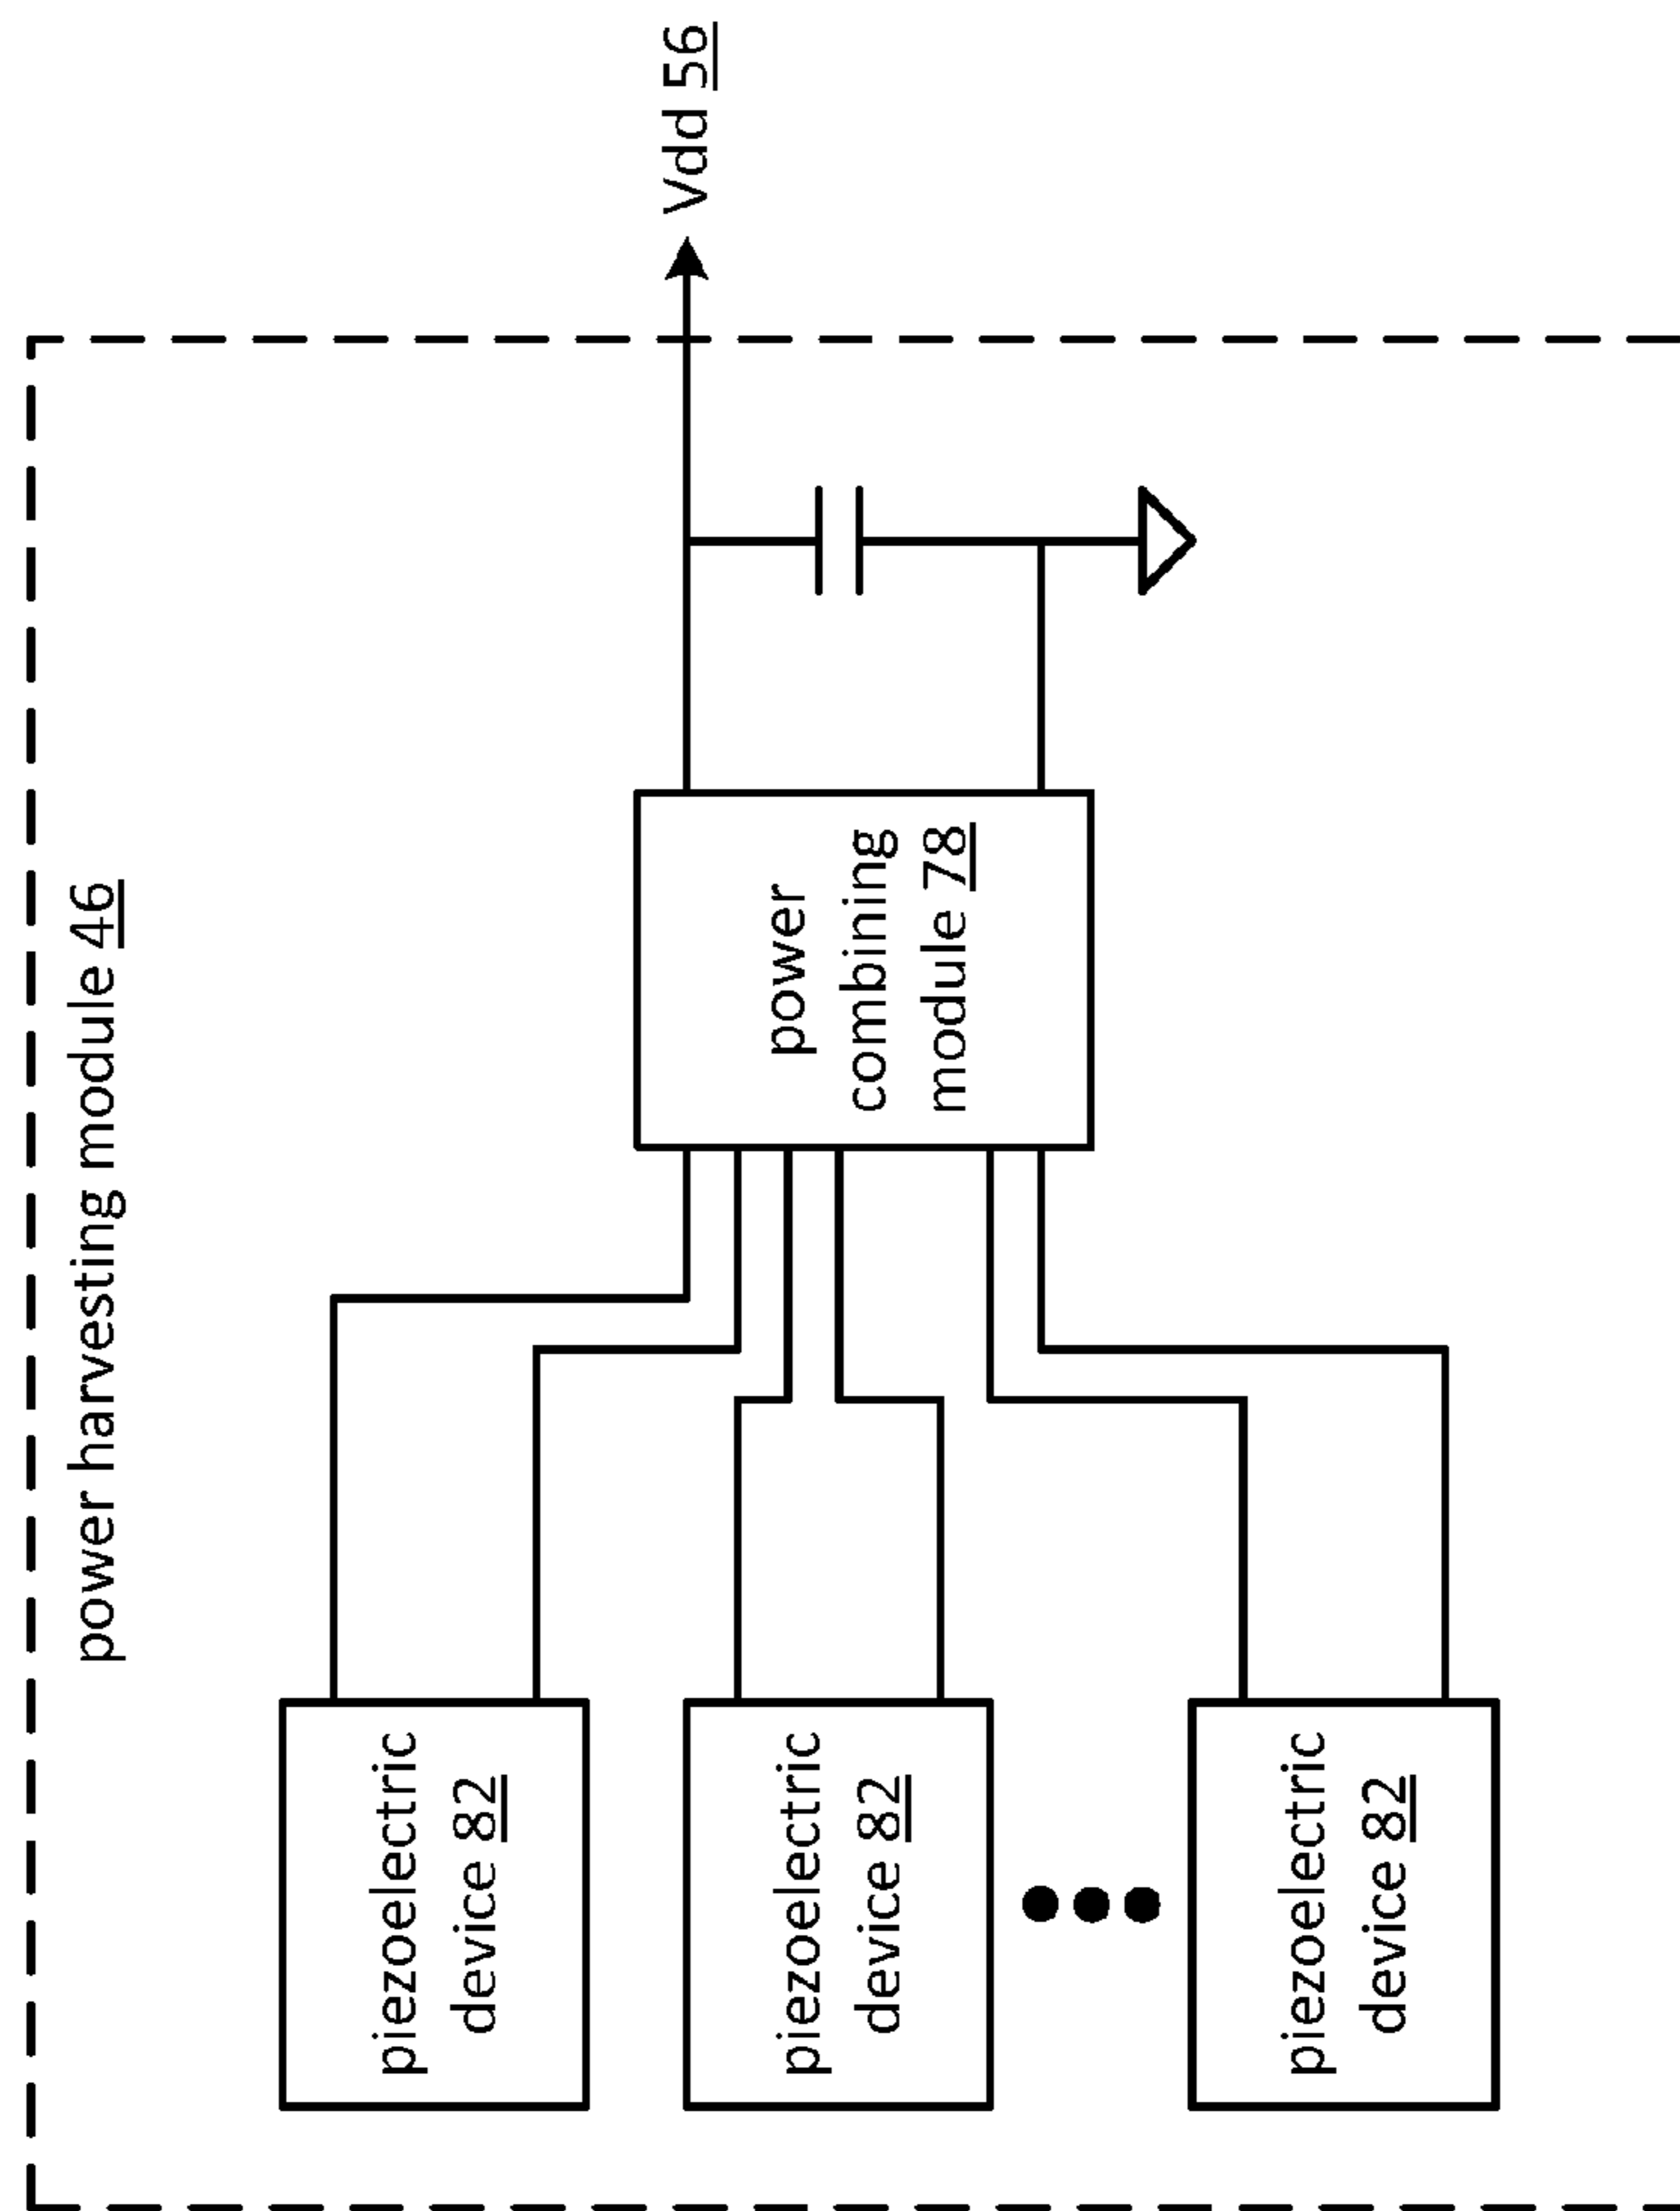 power harvesting module 46
piezoelectric
device 82
piezoelectric
device 82
piezoelectric
device 82
power
combining
module 78
Vdd 56